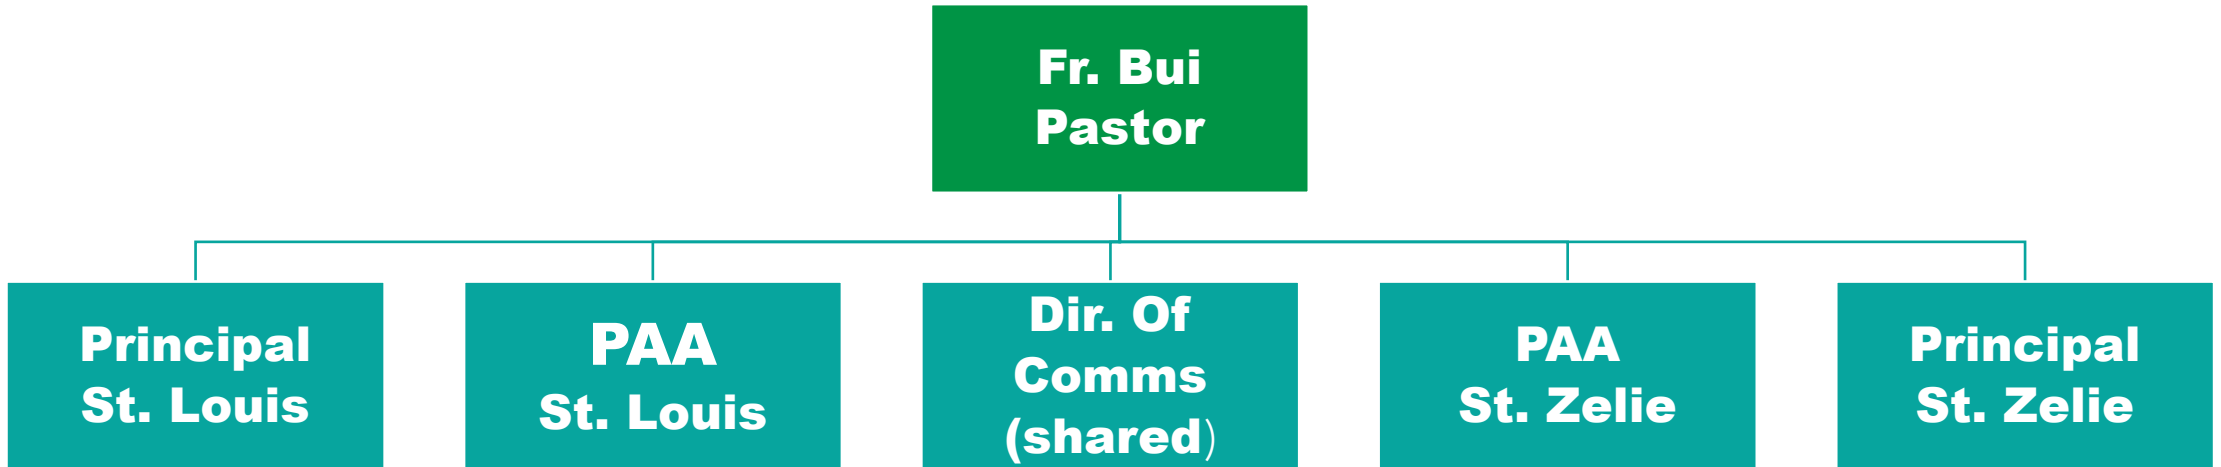 Fr. Bui
Pastor
Principal
St. Louis
PAA
St. Louis
Dir. Of
Comms
(shared)
PAA
St. Zelie
Principal
St. Zelie